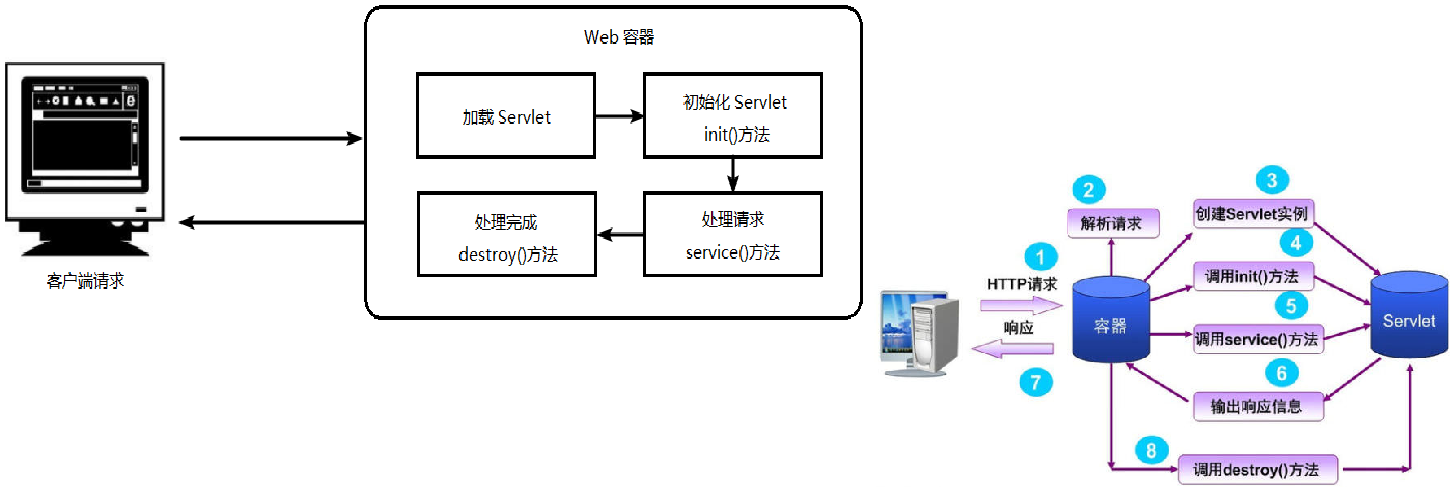 Web 容器
加载 Servlet
初始化 Servlet
init()方法
处理完成
destroy()方法
处理请求
service()方法
客户端请求
1
HTTP请求
响应
7
2
解析请求
容器
3
创建Servlet实例
4
调用init()方法
5
调用service()方法
6
输出响应信息
Servlet
8
调用destroy()方法